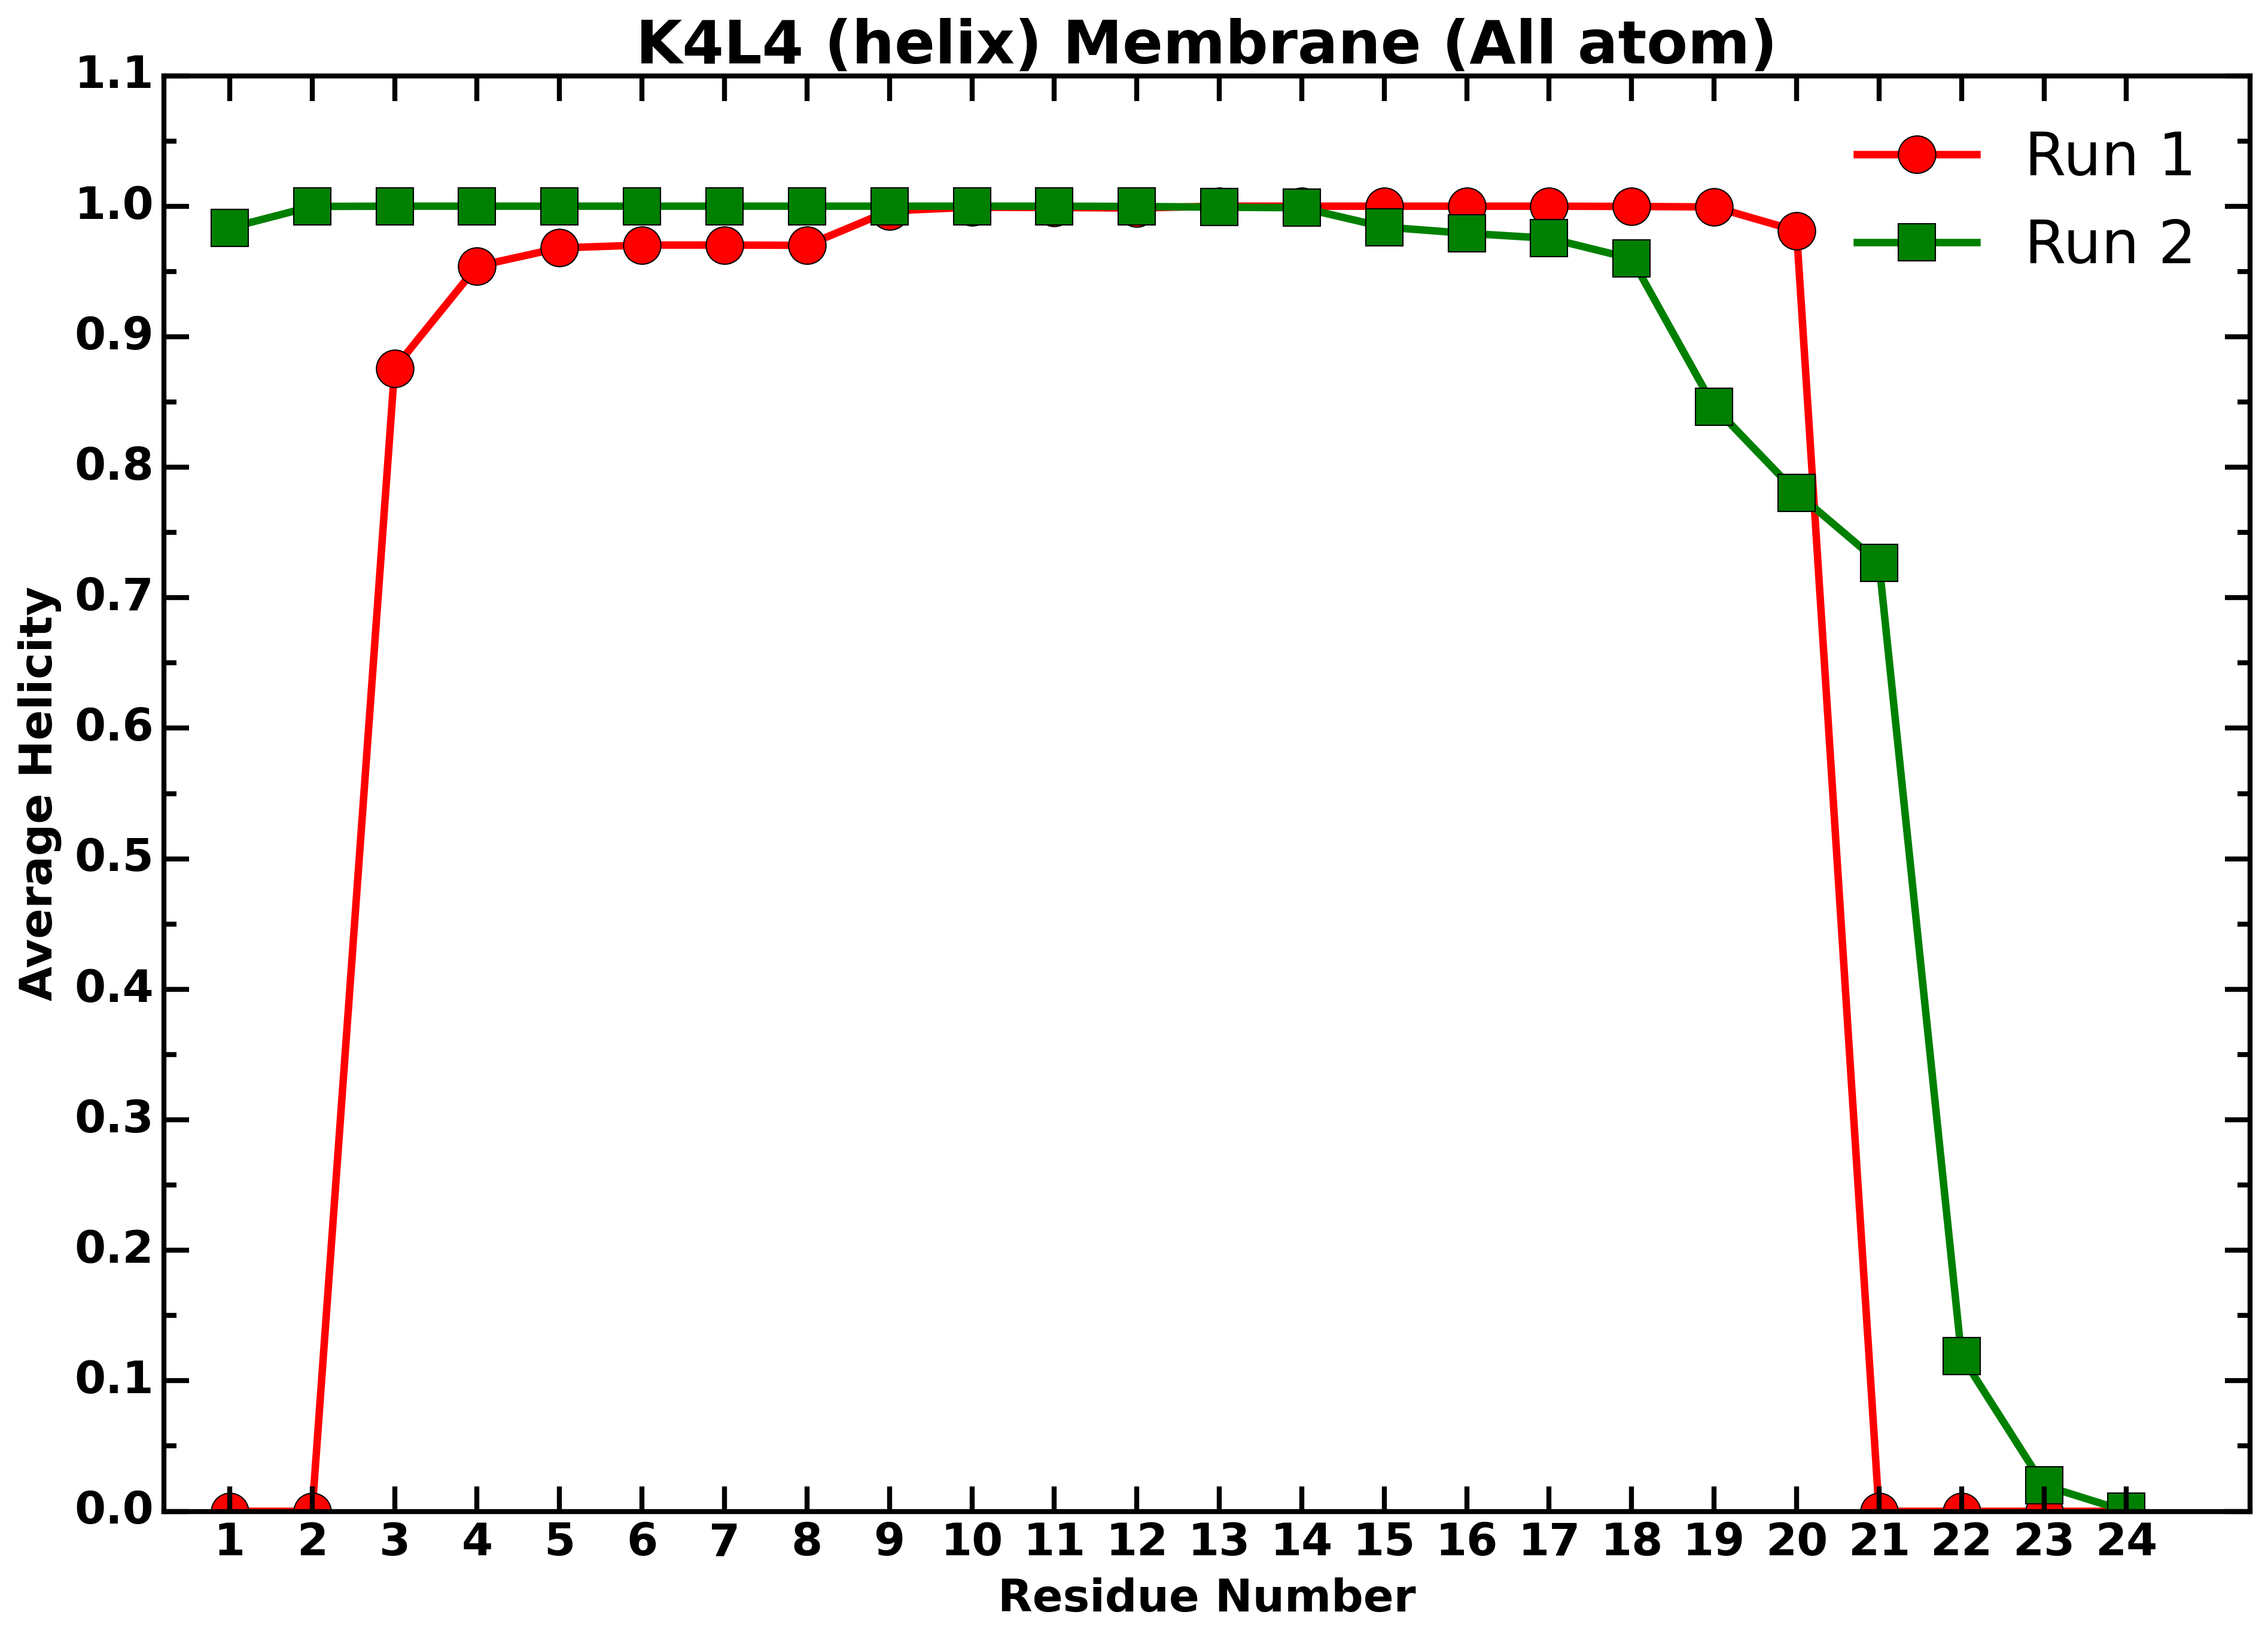 K4L4 (helix) Membrane (All atom)
1.1
1.0
0.9
0.8
0.7
0.6
0.5
0.4
0.3
0.2
0.1
0.0
Average Helicity
Run 1
Run 2
1 2 3 4 5 6 7 8 9 10 11 12 13 14 15 16 17 18 19 20 21 22 23 24
Residue Number